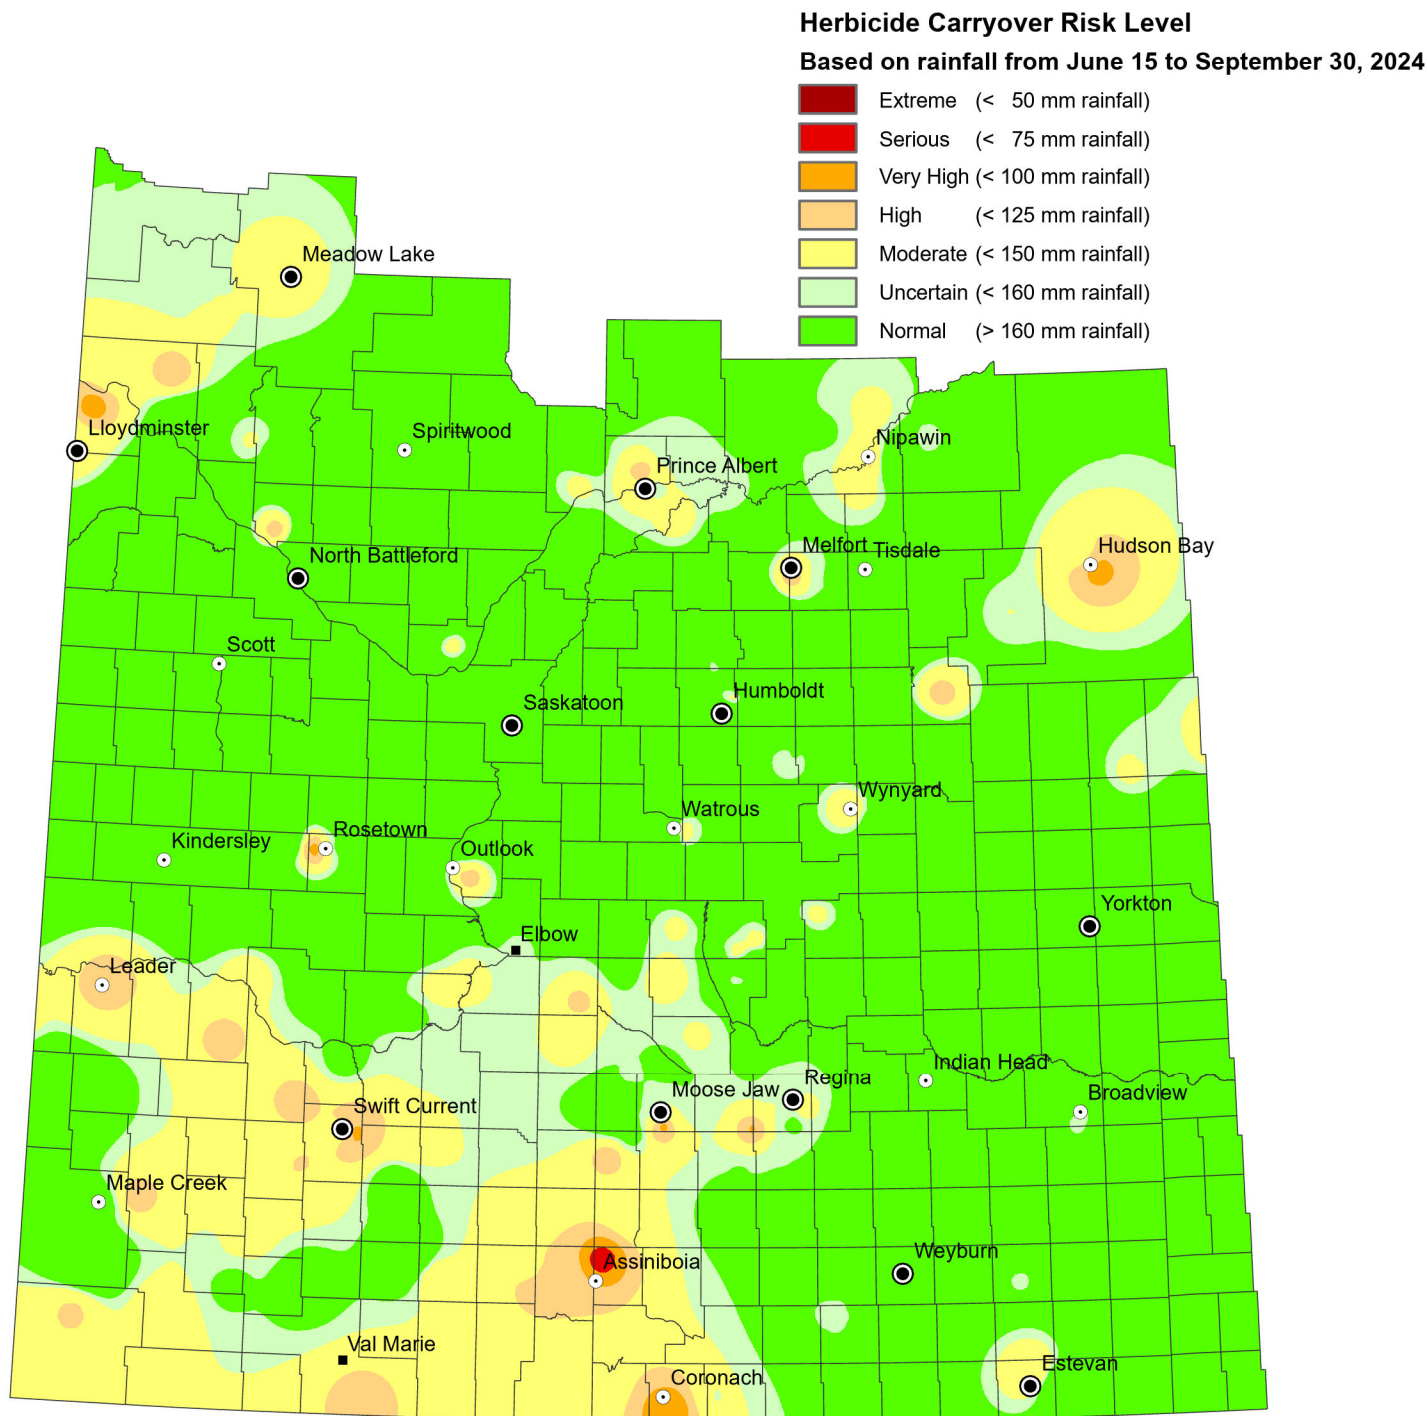 Herbicide Carryover Risk Level
Based on rainfall from June 15 to September 30, 2024
Extreme (< 50 mm rainfall)
Serious (< 75 mm rainfall)
Very High (< 100 mm rainfall)
High (< 125 mm rainfall)
Moderate (< 150 mm rainfall)
Uncertain (< 160 mm rainfall)
Normal (> 160 mm rainfall)
Meadow Lake
Lloydminster
Spiritwood
Nipawin
Prince Albert
Melfort
Tisdale
Hudson Bay
North Battleford
Scott
Saskatoon
Humboldt
Wynyard
Watrous
Rosetown
Kindersley
Outlook
Yorkton
Elbow
Leader
Indian Head
Regina
Moose Jaw
Broadview
Swift Current
Maple Creek
Weyburn
Assiniboia
Val Marie
Estevan
Coronach